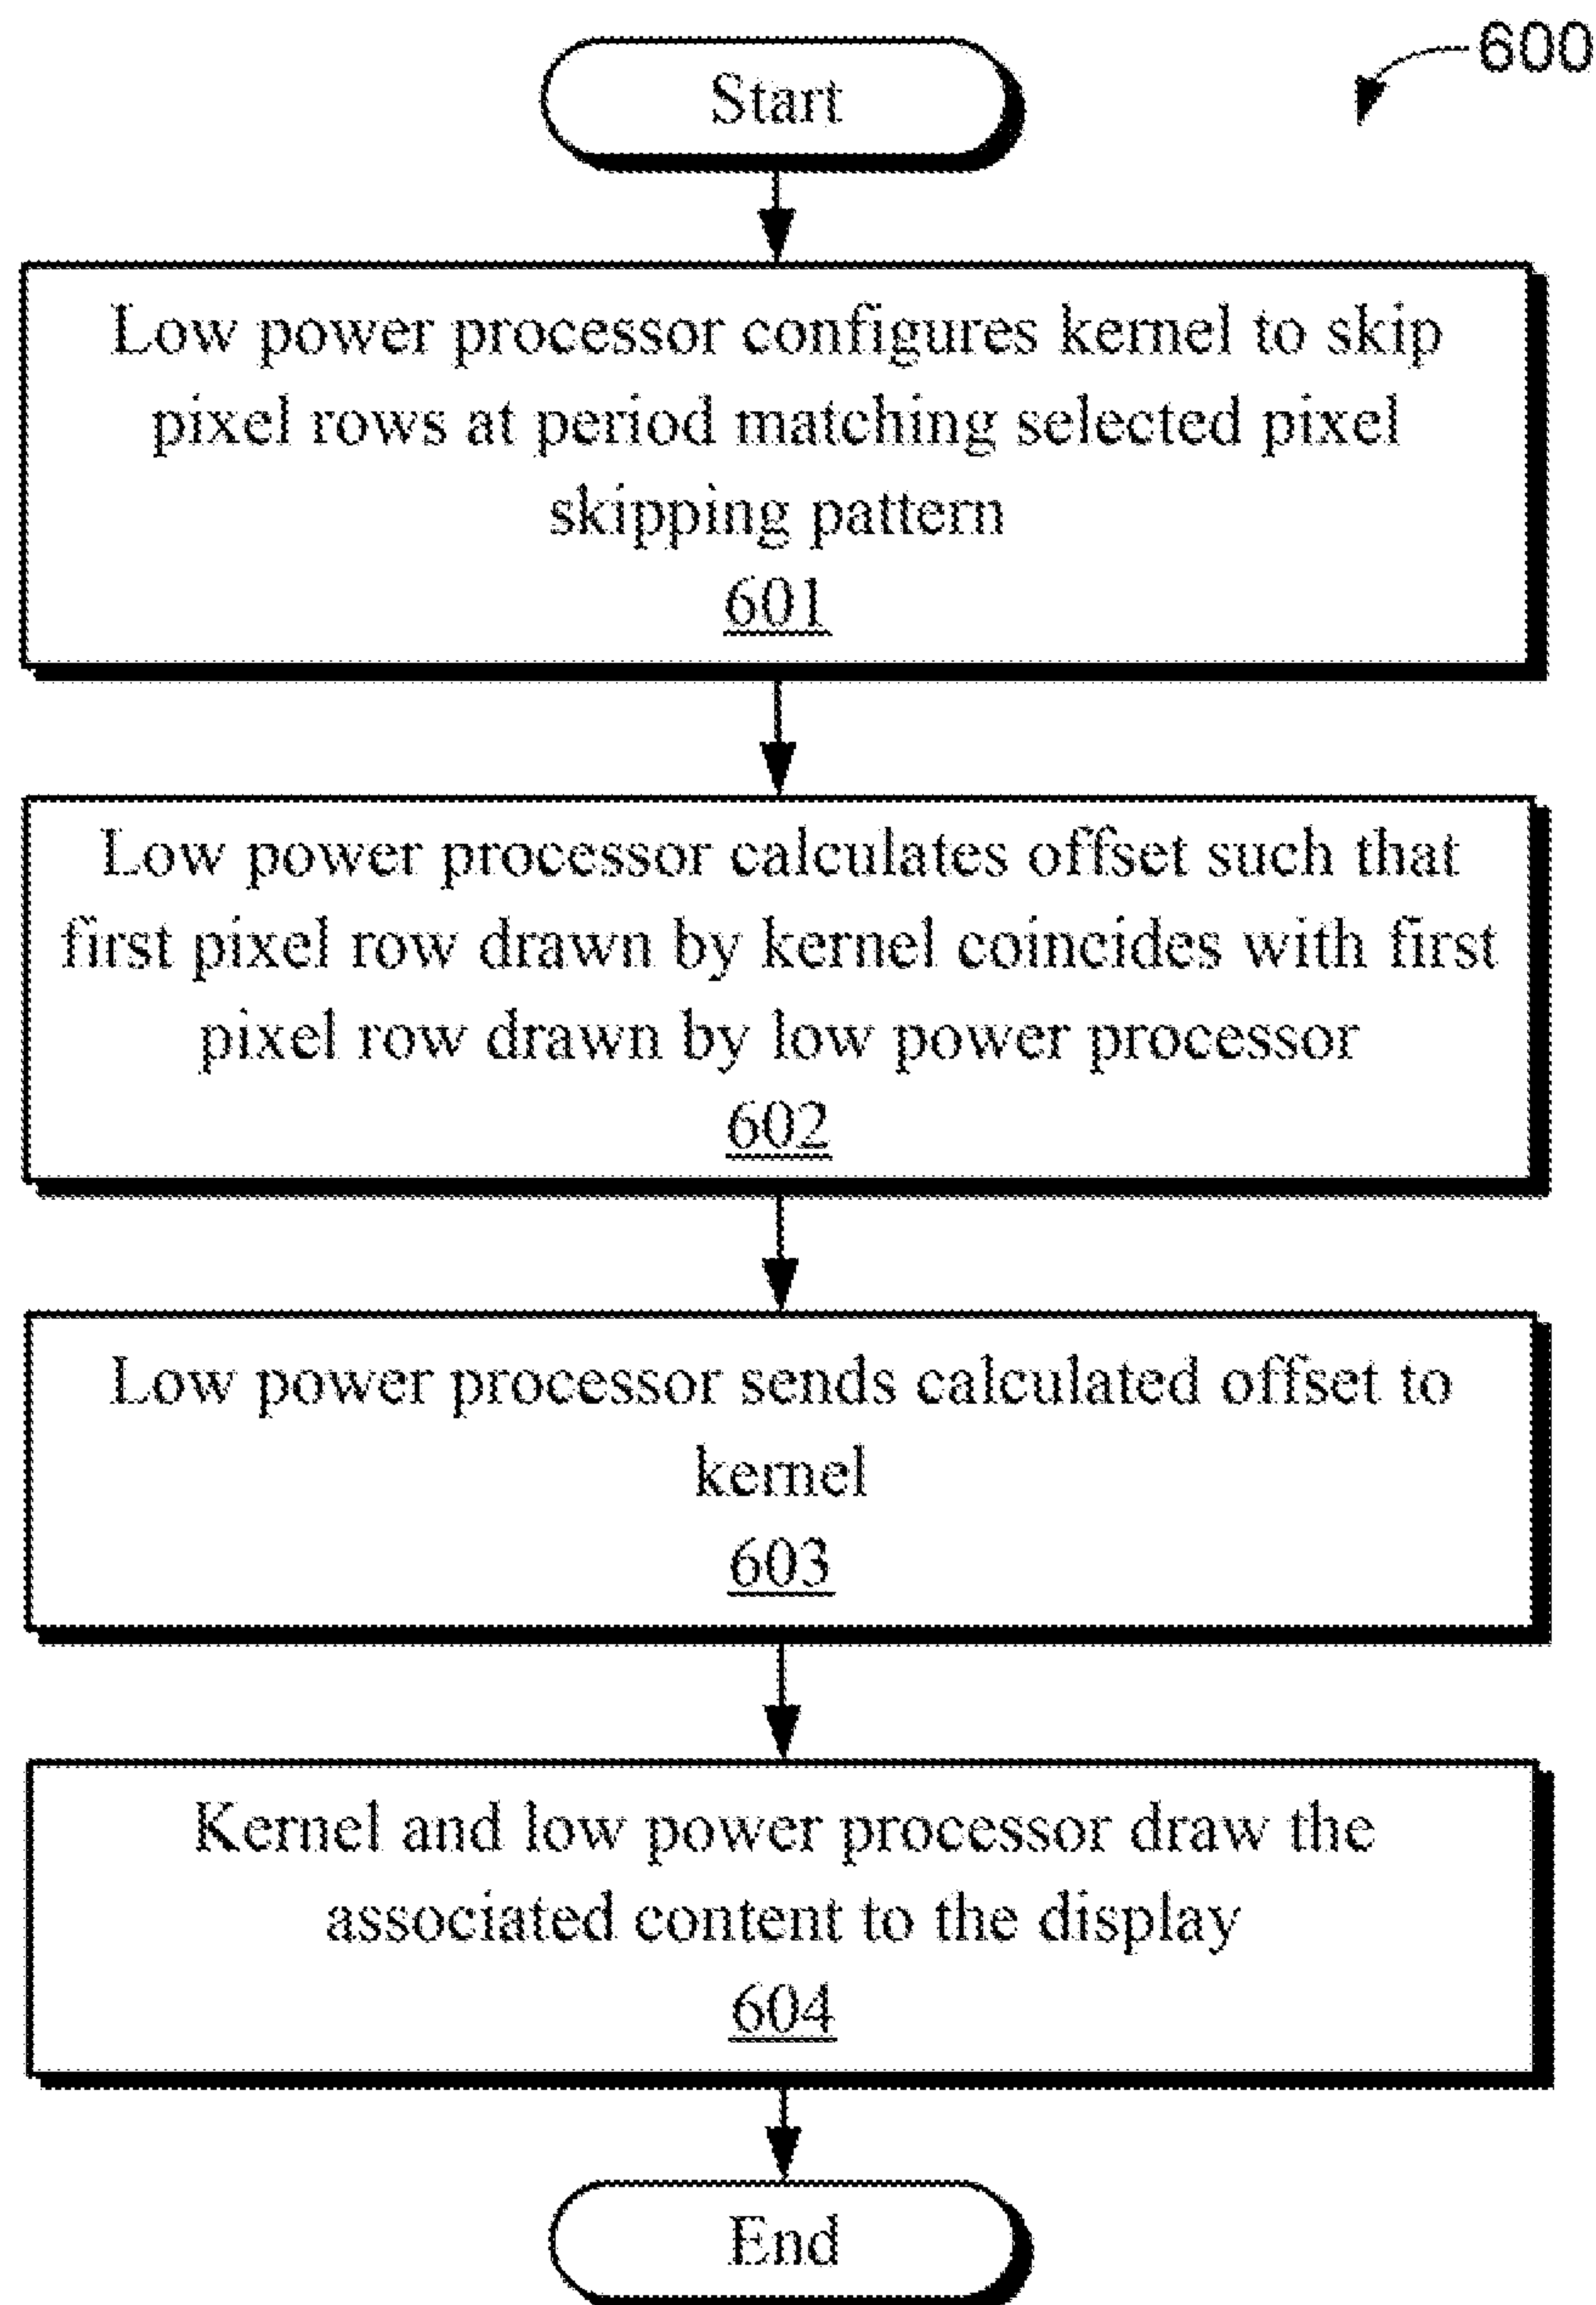 600
Start
Low power processor configures kernel to skip
pixel rows at period matching selected pixel
skipping pattern
601
Low power processor calculates offset such that
first pixel row drawn by kernel coincides with first
pixel row drawn by low power processor
602
Low power processor sends calculated offset to
kernel
603
Kernel and low power processor draw the
associated content to the display
604
End